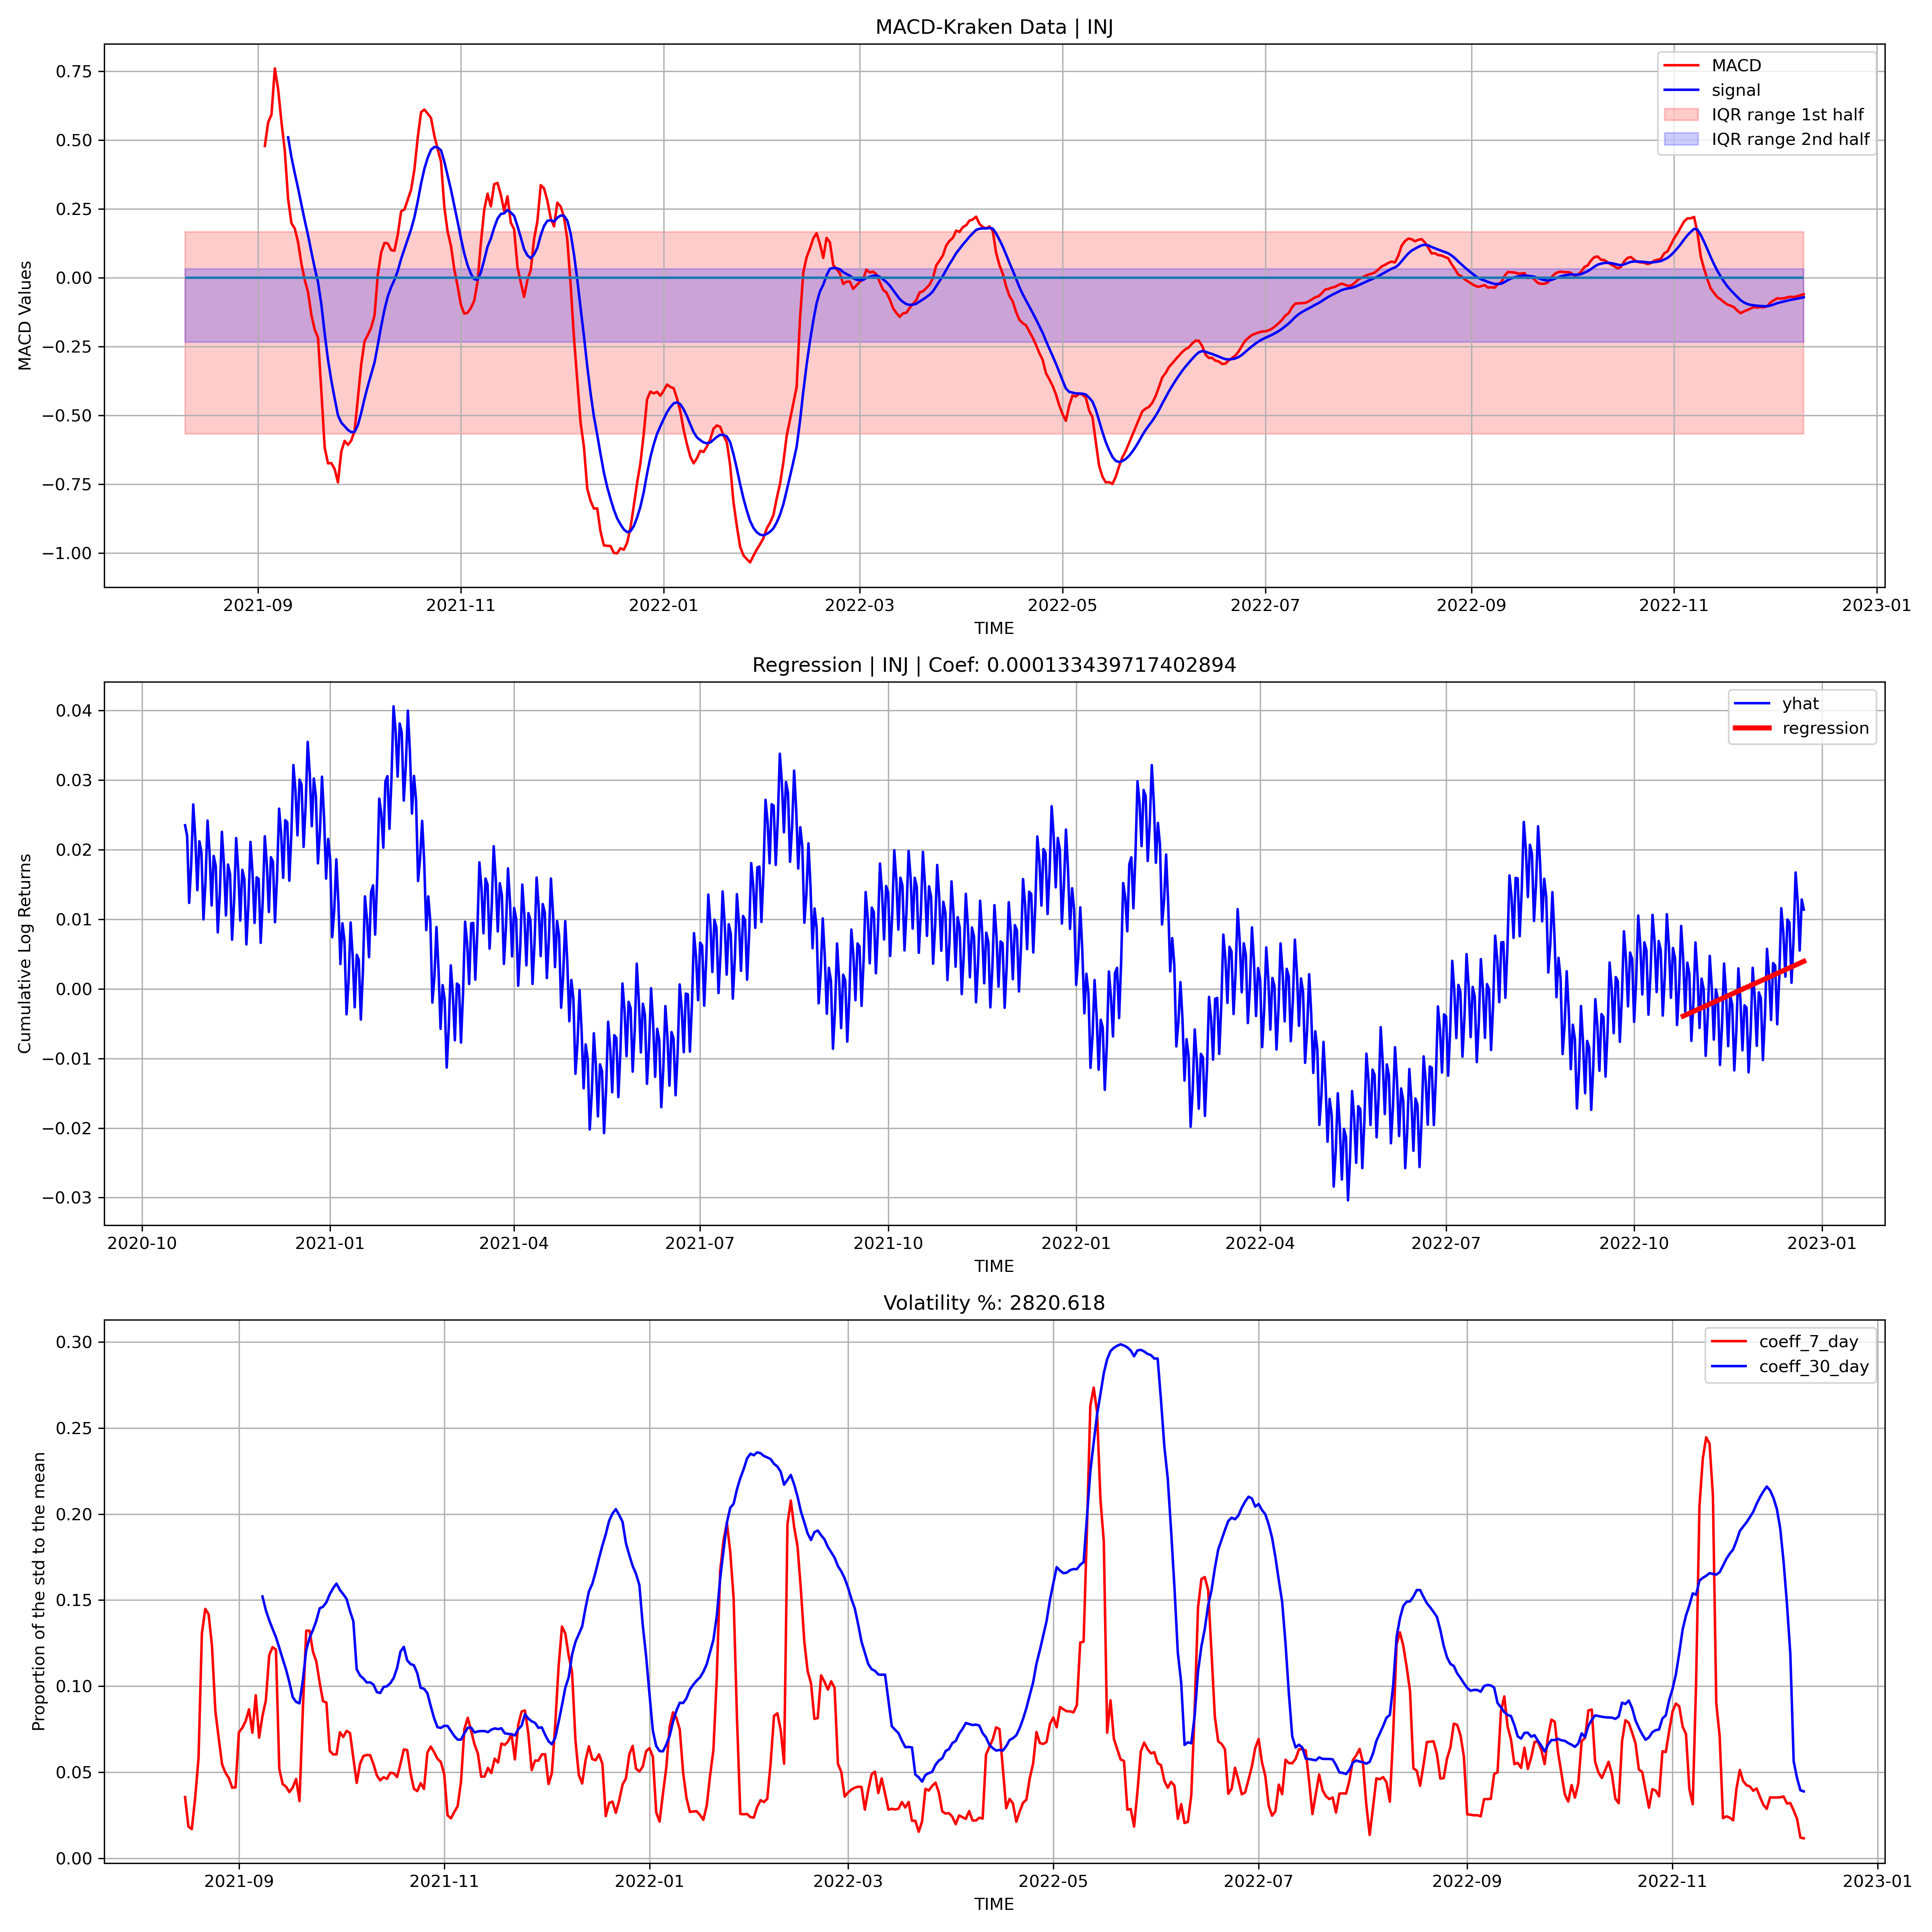 MACD-Kraken Data | INJ
MACD Values
0.75
0.50
0.25
0.00
−0.25
−0.50
−0.75
−1.00
MACD
signal
IQR range 1st half
IQR range 2nd half
2021-09 2021-11 2022-01 2022-03 2022-05 2022-07 2022-09 2022-11 2023-01
TIME
Regression | INJ | Coef: 0.000133439717402894
Cumulative Log Returns
0.04
0.03
0.02
0.01
0.00
−0.01
−0.02
−0.03
yhat
regression
2020-10 2021-01 2021-04 2021-07 2021-10 2022-01 2022-04 2022-07 2022-10 2023-01
TIME
Volatility %: 2820.618
Proportion of the std to the mean
0.30
0.25
0.20
0.15
0.10
0.05
0.00
coeff_7_day
coeff_30_day
2021-09 2021-11 2022-01 2022-03 2022-05 2022-07 2022-09 2022-11 2023-01
TIME